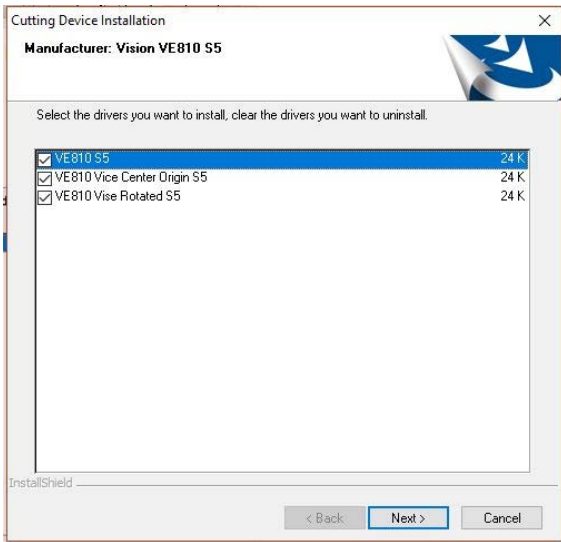 Cutting Device Installation
Manufacturer: Vision VE810 S5
Select the drivers you want to install, clear the drivers you want to uninstall.
VE810 S5 24 K
VE810 Vice Center Origin S5 24 K
VE810 Vise Rotated S5 24 K
InstallShield
< Back Next > Cancel